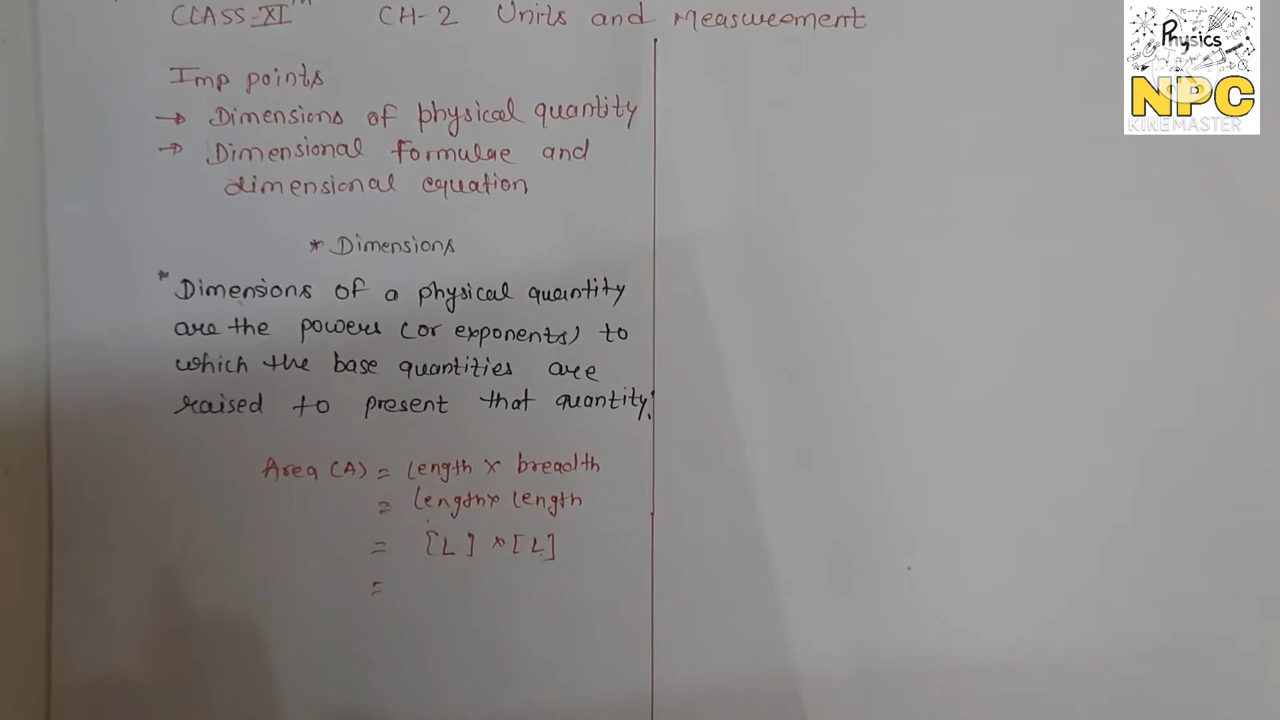 CLASS-XI th CH-2 Units and Measurement
Imp points
→ Dimensions of physical quantity
→ Dimensional formulae and
dimensional equation
* Dimensions
" Dimensions of a physical quantity
are the powers (or exponents) to
which the base quantities are
raised to present that quantity.
Area (A) = length × breadth
= length × length
= [L] × [L]
=
Physics
NPC
KINEMASTER